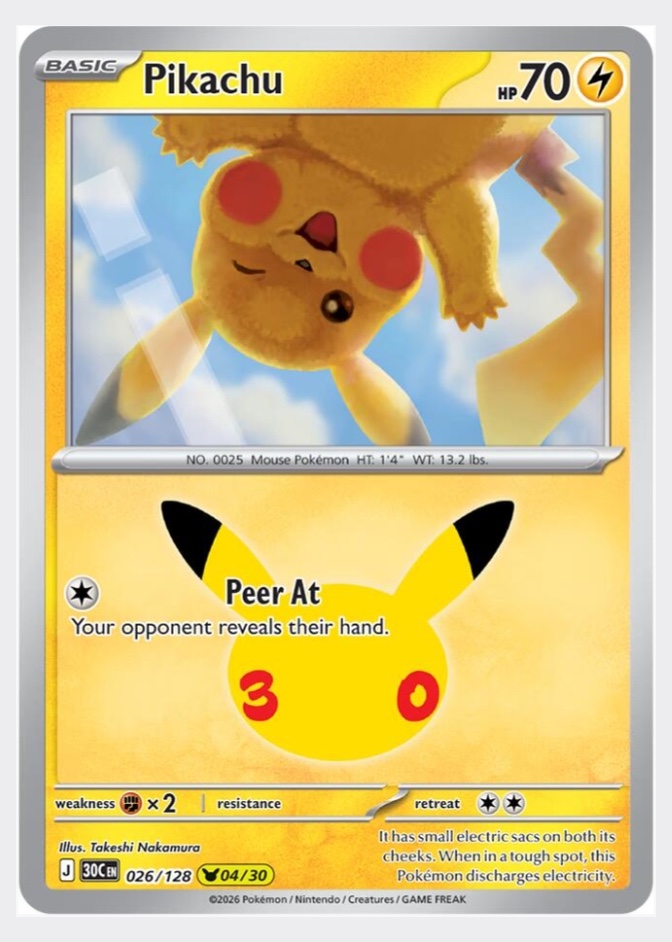 BASIC Pikachu HP 70
NO. 0025 Mouse Pokémon HT: 1'4" WT: 13.2 lbs.
Peer At
Your opponent reveals their hand.
3 0
weakness ×2 resistance retreat
It has small electric sacs on both its
cheeks. When in a tough spot, this
Pokémon discharges electricity.
Illus. Takeshi Nakamura
J 30C EN 026/128 04/30
©2026 Pokémon / Nintendo / Creatures / GAME FREAK